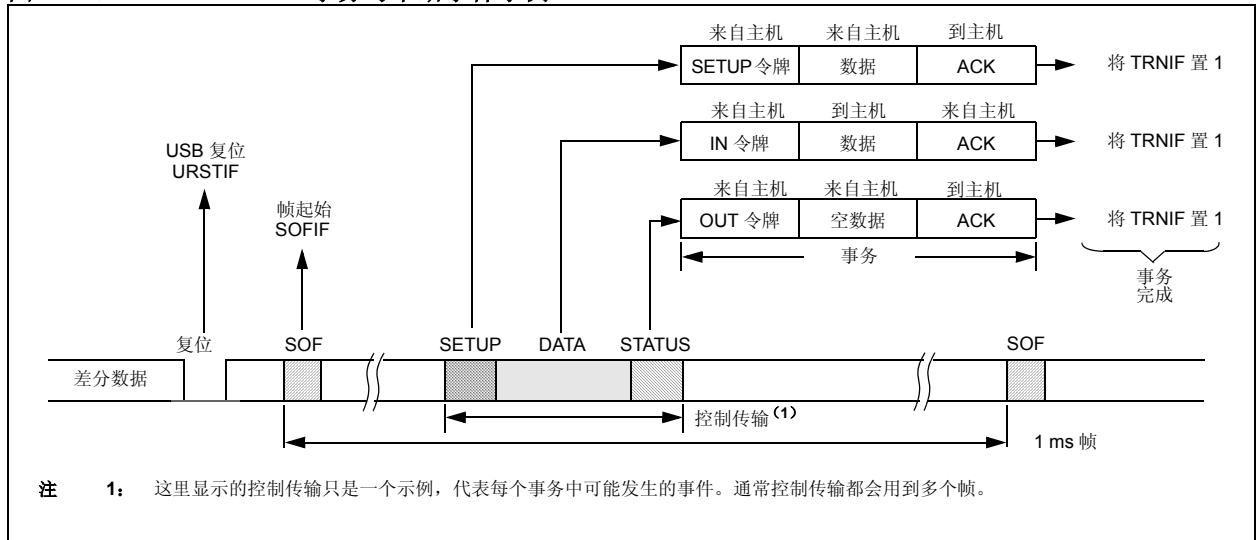 来自主机 来自主机 到主机
SETUP 令牌 数据 ACK 将 TRNIF 置 1
来自主机 到主机 来自主机
IN 令牌 数据 ACK 将 TRNIF 置 1
来自主机 来自主机 到主机
OUT 令牌 空数据 ACK 将 TRNIF 置 1
事务
事务
完成
USB 复位
URSTIF
帧起始
SOFIF
复位 SOF SETUP DATA STATUS SOF
差分数据
控制传输(1)
1 ms 帧
注 1: 这里显示的控制传输只是一个示例，代表每个事务中可能发生的事件。通常控制传输都会用到多个帧。